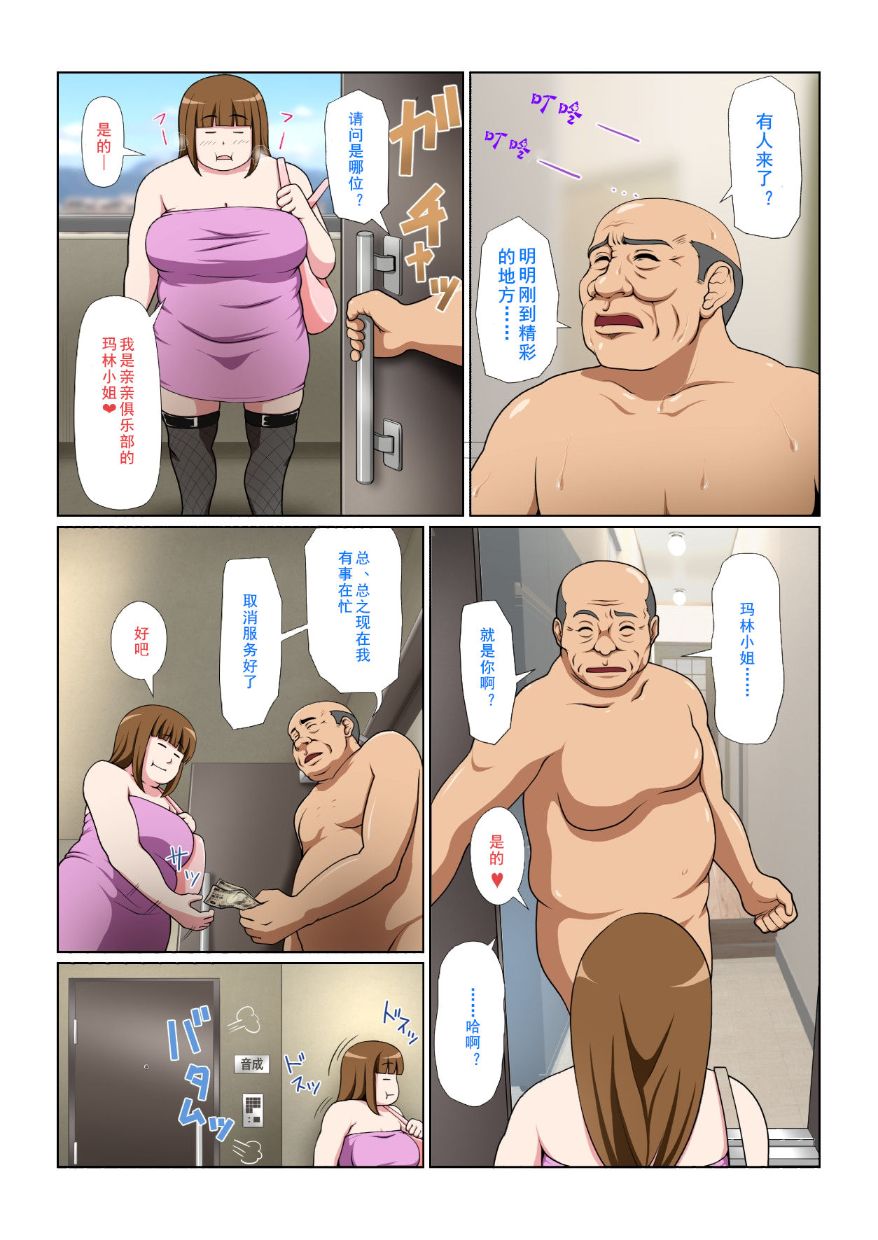 叮咚
叮咚
有
人
来
了
？
明明刚到精彩
的地方……
ガチャッ
请问是
哪位？
是的—
我是亲亲俱乐部的
玛林小姐❤
玛林小姐……
就是你啊？
是的♥
……哈啊？
总、总之现在我
有事在忙
取消服务好了
好吧
サッ
バタムッ
音成
ドスッ
ドスッ